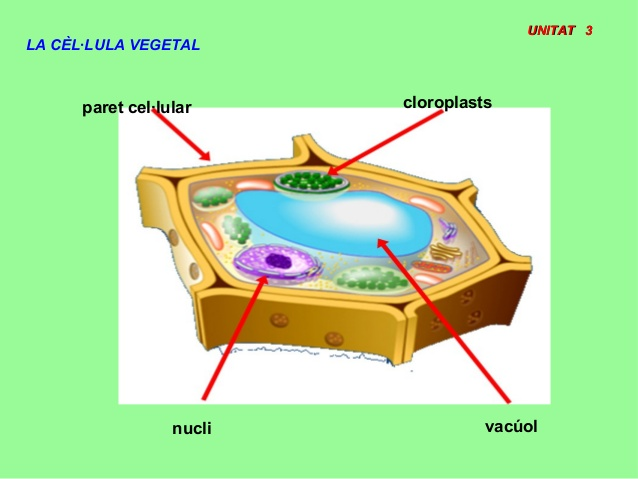 UNITAT 3
LA CÈL·LULA VEGETAL
paret cel·lular
cloroplasts
nucli
vacúol